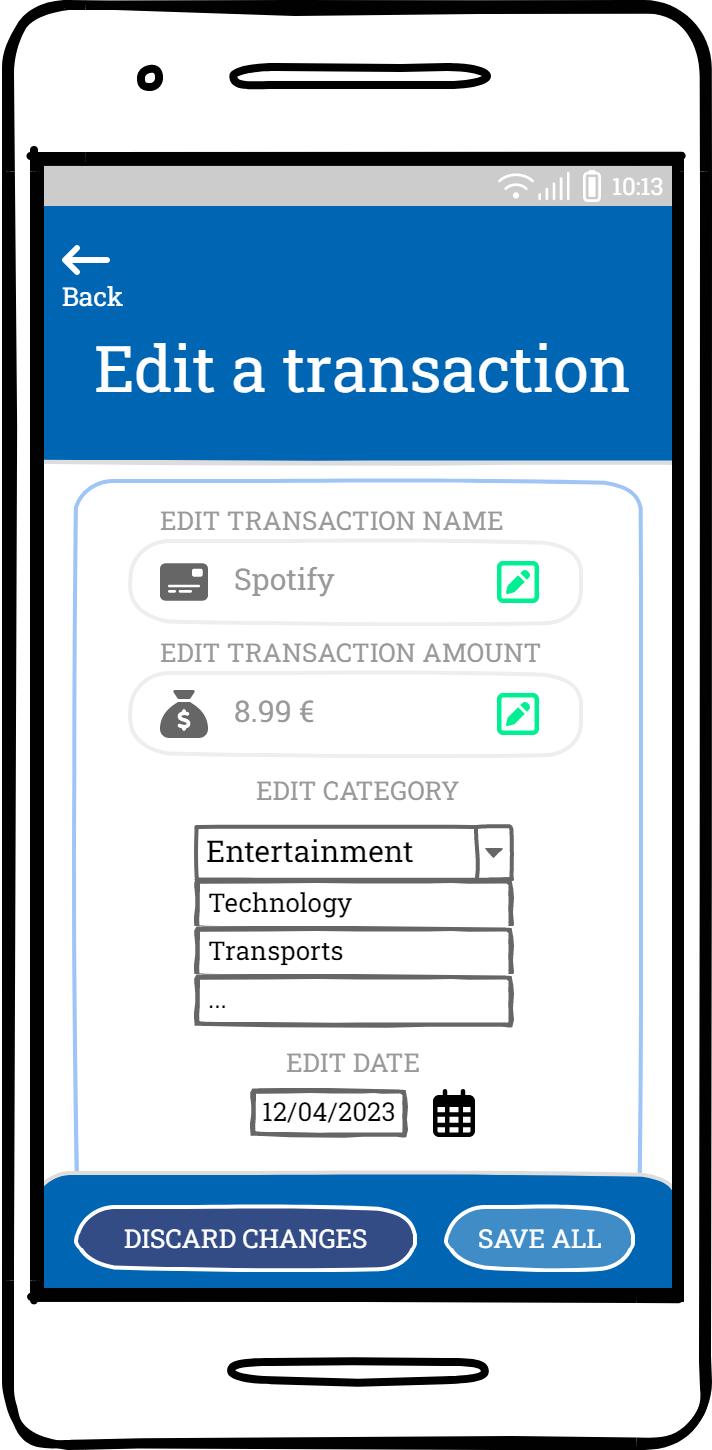 10:13
Back
Edit a transaction
EDIT TRANSACTION NAME
Spotify
EDIT TRANSACTION AMOUNT
$ 8.99 €
EDIT CATEGORY
Entertainment
Technology
Transports
...
EDIT DATE
12/04/2023
DISCARD CHANGES SAVE ALL